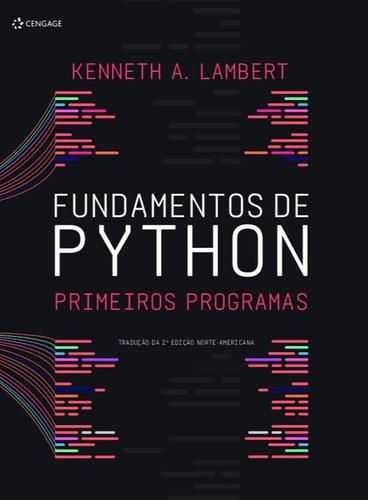 CENGAGE
KENNETH A. LAMBERT
FUNDAMENTOS DE
PYTHON
PRIMEIROS PROGRAMAS
TRADUÇÃO DA 2ª EDIÇÃO NORTE-AMERICANA